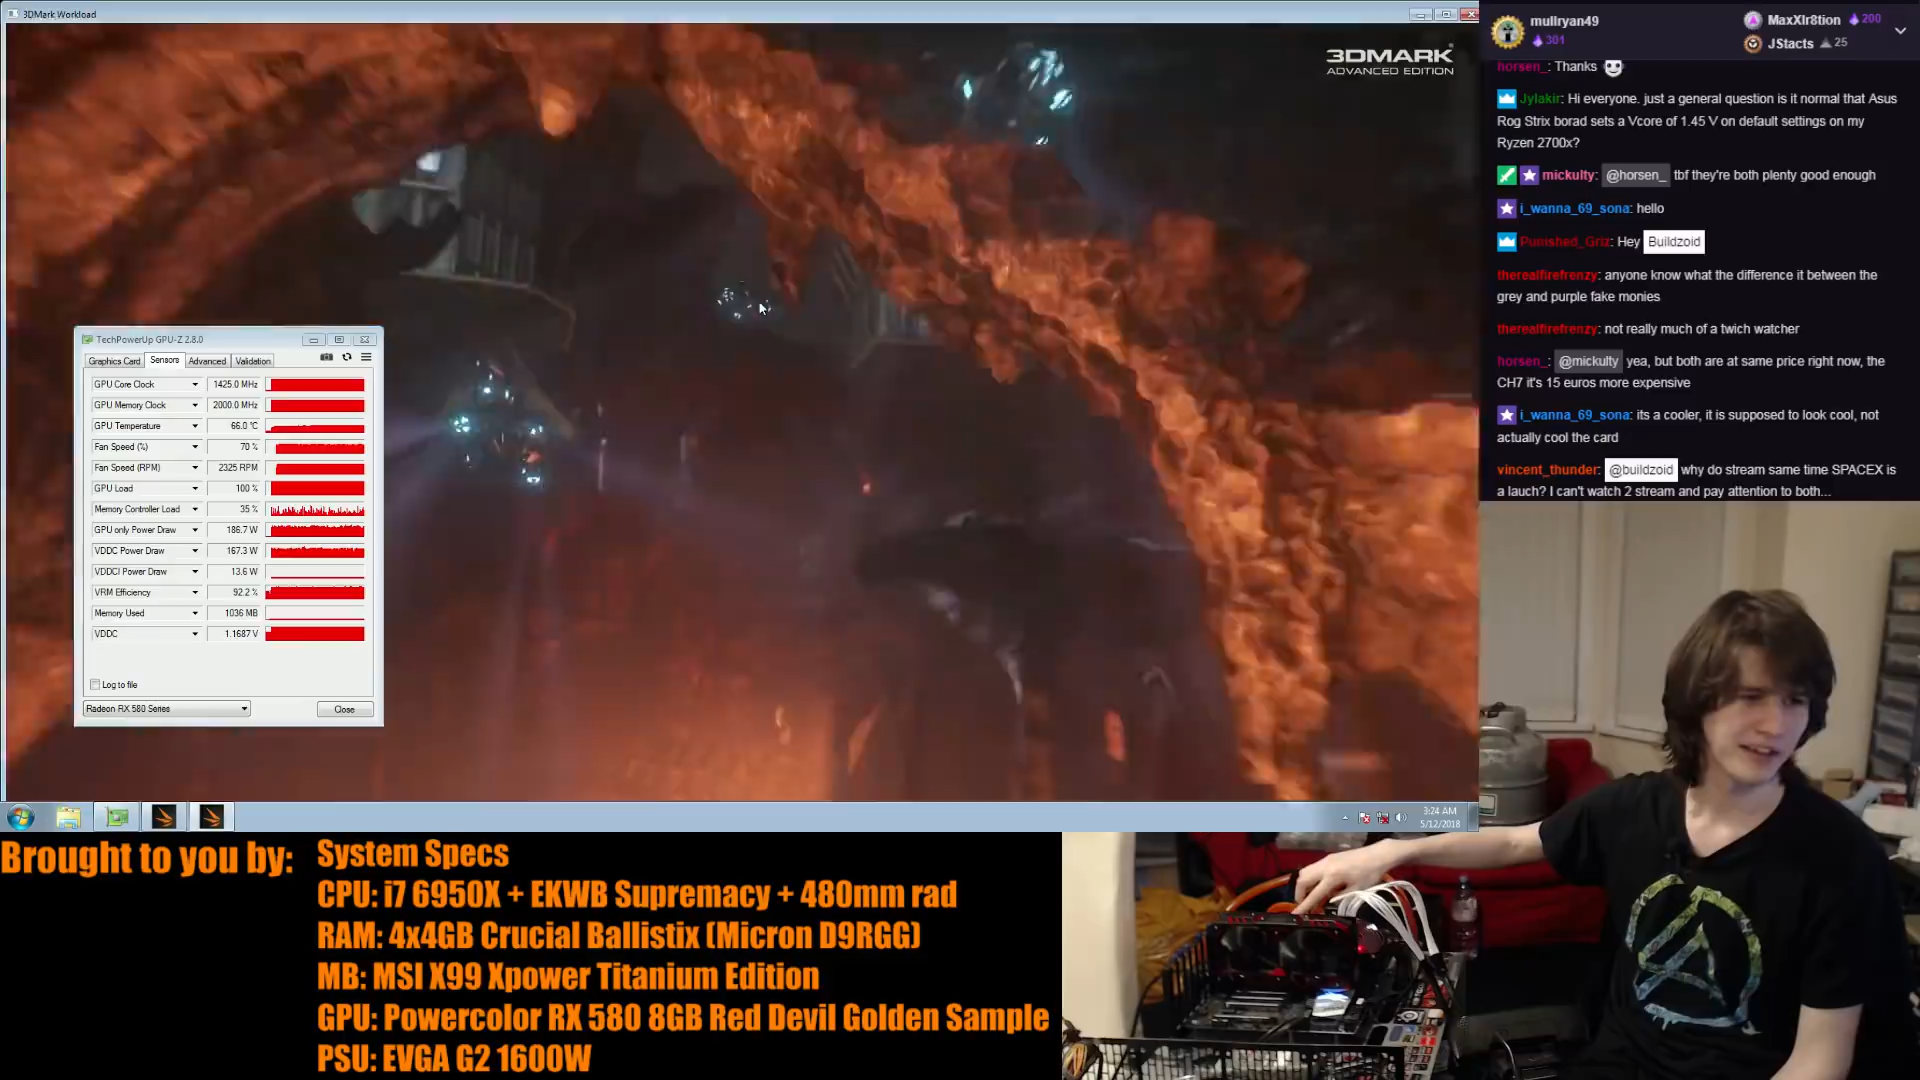 3DMark Workload
3DMARK
ADVANCED EDITION
TechPowerUp GPU-Z 2.8.0
Graphics Card
Sensors
Advanced
Validation
GPU Core Clock 1425.0 MHz
GPU Memory Clock 2000.0 MHz
GPU Temperature 66.0 °C
Fan Speed (%) 70 %
Fan Speed (RPM) 2325 RPM
GPU Load 100 %
Memory Controller Load 35 %
GPU only Power Draw 186.7 W
VDDC Power Draw 167.3 W
VDDCI Power Draw 13.6 W
VRM Efficiency 92.2 %
Memory Used 1036 MB
VDDC 1.1687 V
Log to file
Radeon RX 580 Series
Close
3:24 AM
5/12/2018
mullryan49
301
MaxXlr8tion 200
JStacts 25
horsen_: Thanks
Jylakir: Hi everyone. just a general question is it normal that Asus
Rog Strix borad sets a Vcore of 1.45 V on default settings on my
Ryzen 2700x?
mickulty: @horsen_ tbf they're both plenty good enough
i_wanna_69_sona: hello
Punished_Griz: Hey Buildzoid
therealfirefrenzy: anyone know what the difference it between the
grey and purple fake monies
therealfirefrenzy: not really much of a twich watcher
horsen_: @mickulty yea, but both are at same price right now, the
CH7 it's 15 euros more expensive
i_wanna_69_sona: its a cooler, it is supposed to look cool, not
actually cool the card
vincent_thunder: @buildzoid why do stream same time SPACEX is
a lauch? I can't watch 2 stream and pay attention to both...
Brought to you by:
System Specs
CPU: i7 6950X + EKWB Supremacy + 480mm rad
RAM: 4x4GB Crucial Ballistix (Micron D9RGG)
MB: MSI X99 Xpower Titanium Edition
GPU: Powercolor RX 580 8GB Red Devil Golden Sample
PSU: EVGA G2 1600W